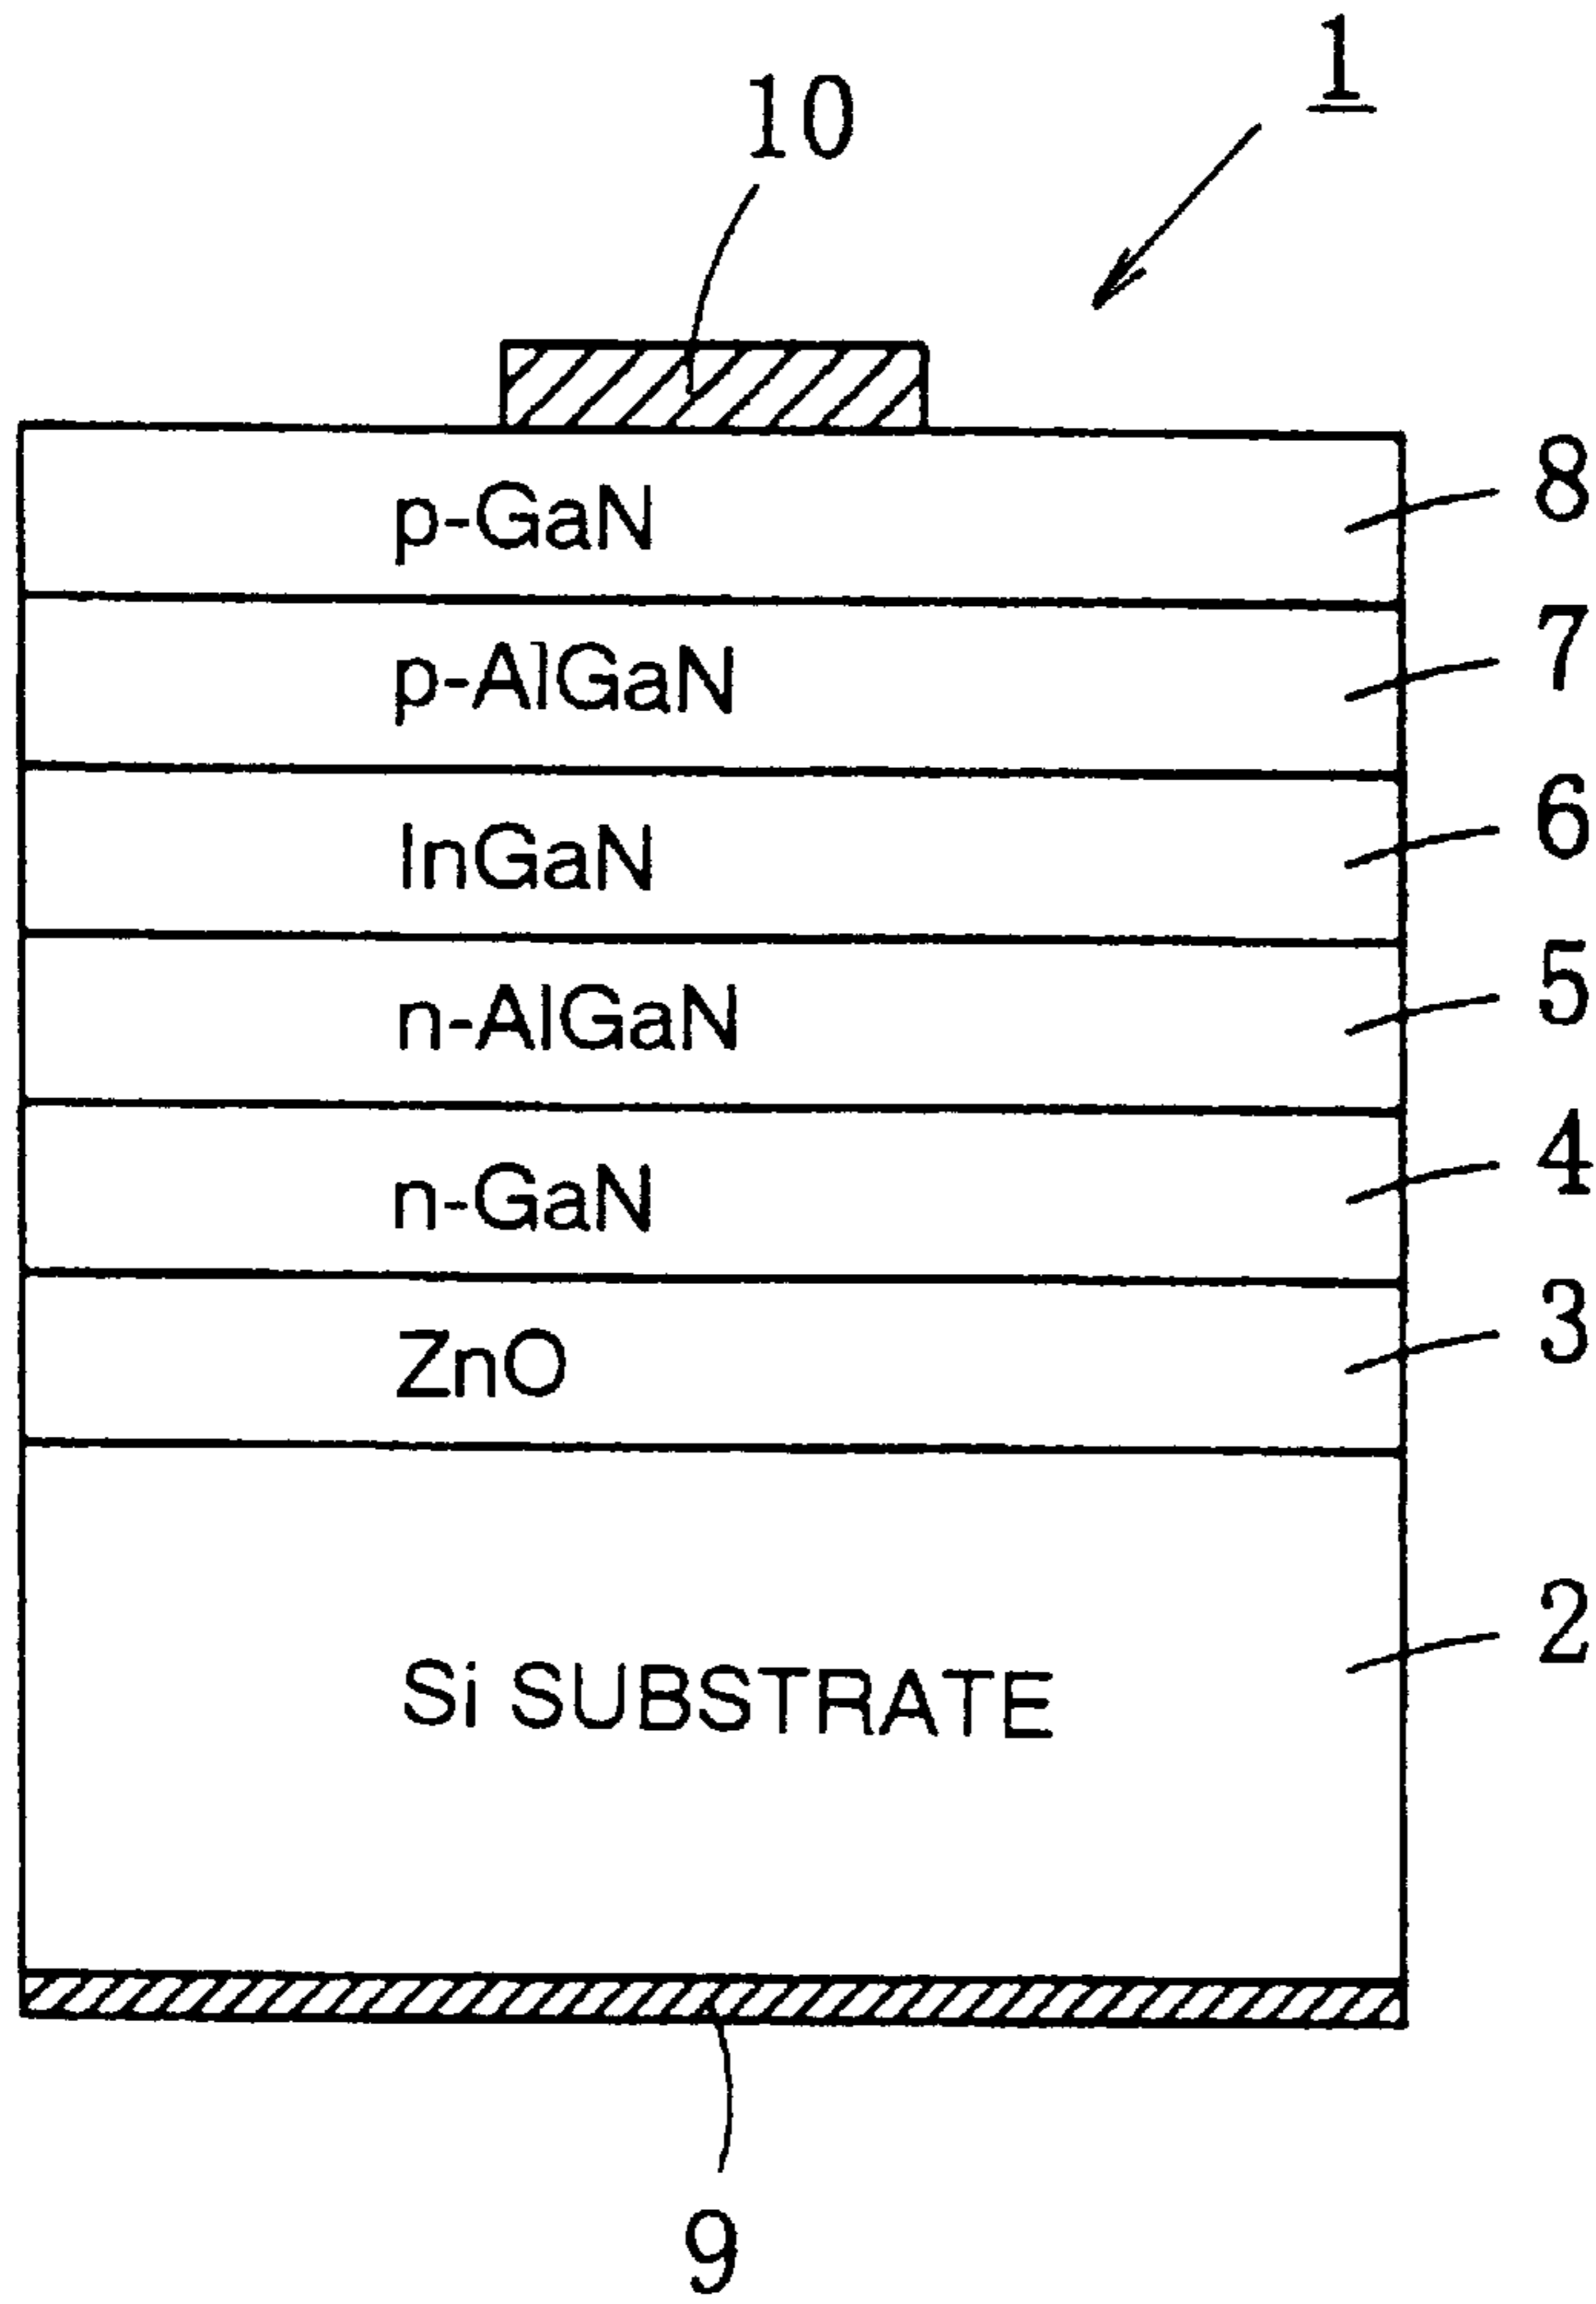 1
10
p-GaN 8
p-AlGaN 7
InGaN 6
n-AlGaN 5
n-GaN 4
ZnO 3
Si SUBSTRATE 2
9